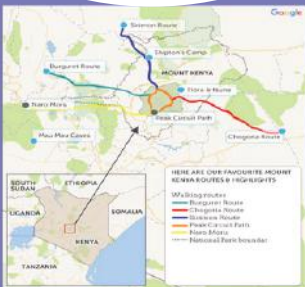 Google
Sirimon Route
Shipton's Camp
Burguret Route
MOUNT KENYA
Flora & Fauna
Naro Moru
Peak Circuit Path
Chogoria Route
Mau Mau Caves
SOUTH SUDAN
ETHIOPIA
UGANDA
SOMALIA
KENYA
TANZANIA
HERE ARE OUR FAVOURITE MOUNT
KENYA ROUTES & HIGHLIGHTS
Walking routes
Burguret Route
Chogoria Route
Sirimon Route
Peak Circuit Path
Naro Moru
National Park boundary